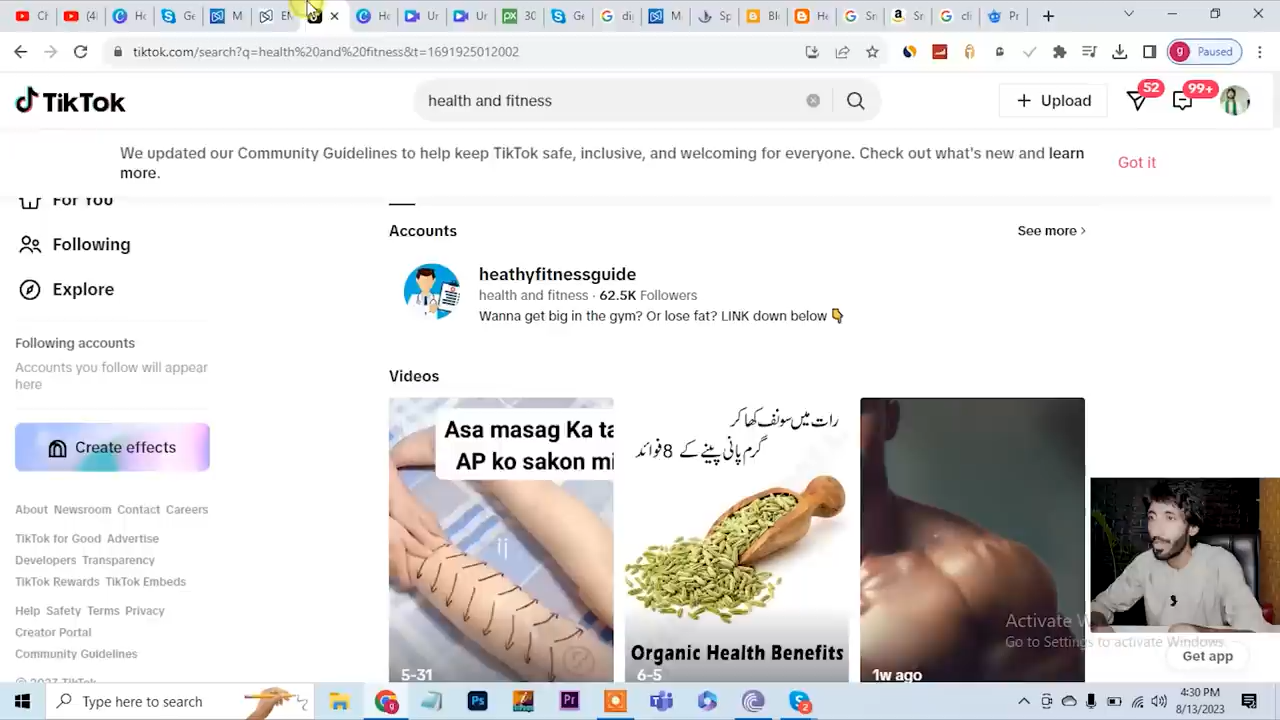 tiktok.com/search?q=health%20and%20fitness&t=1691925012002
Paused
TikTok
health and fitness
Upload
52
99+
We updated our Community Guidelines to help keep TikTok safe, inclusive, and welcoming for everyone. Check out what's new and learn
more.
Got it
For You
Following
Explore
Following accounts
Accounts you follow will appear
here
Create effects
About Newsroom Contact Careers
TikTok for Good Advertise
Developers Transparency
TikTok Rewards TikTok Embeds
Help Safety Terms Privacy
Creator Portal
Community Guidelines
Accounts
See more
heathyfitnessguide
health and fitness · 62.5K Followers
Wanna get big in the gym? Or lose fat? LINK down below
Videos
Asa masag Ka ta
AP ko sakon mi
5-31
رات میں سونف کھا کر
گرم پانی پینے کے 8 فوائد
Organic Health Benefits
6-5
1w ago
Activate W
Go to Settings to activate Windows.
Get app
Type here to search
4:30 PM
8/13/2023